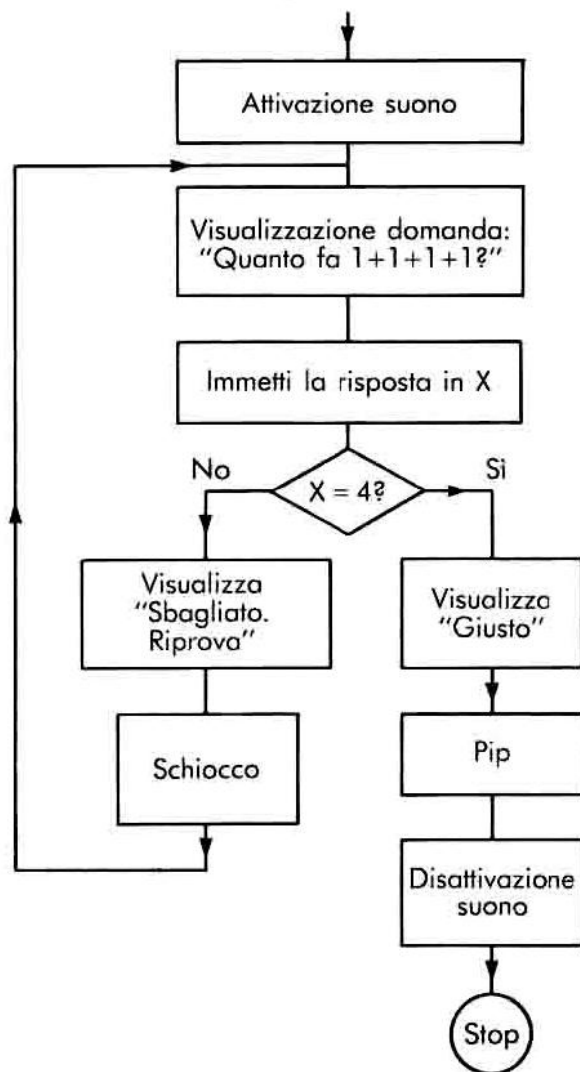 Attivazione suono
Visualizzazione domanda:
"Quanto fa 1+1+1+1?"
Immetti la risposta in X
No
X = 4?
Sì
Visualizza
"Sbagliato.
Riprova"
Visualizza
"Giusto"
Schiocco
Pip
Disattivazione
suono
Stop